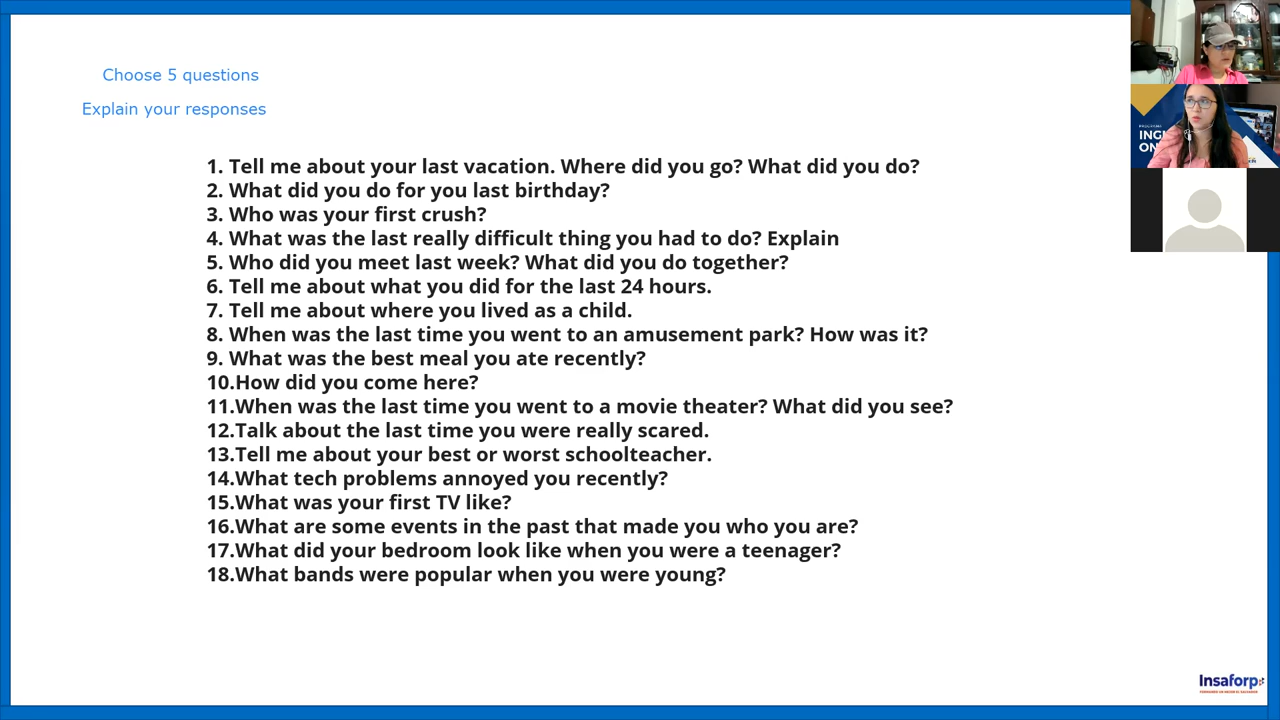 Choose 5 questions
Explain your responses
1. Tell me about your last vacation. Where did you go? What did you do?
2. What did you do for you last birthday?
3. Who was your first crush?
4. What was the last really difficult thing you had to do? Explain
5. Who did you meet last week? What did you do together?
6. Tell me about what you did for the last 24 hours.
7. Tell me about where you lived as a child.
8. When was the last time you went to an amusement park? How was it?
9. What was the best meal you ate recently?
10.How did you come here?
11.When was the last time you went to a movie theater? What did you see?
12.Talk about the last time you were really scared.
13.Tell me about your best or worst schoolteacher.
14.What tech problems annoyed you recently?
15.What was your first TV like?
16.What are some events in the past that made you who you are?
17.What did your bedroom look like when you were a teenager?
18.What bands were popular when you were young?
ING
ON
Insaforp